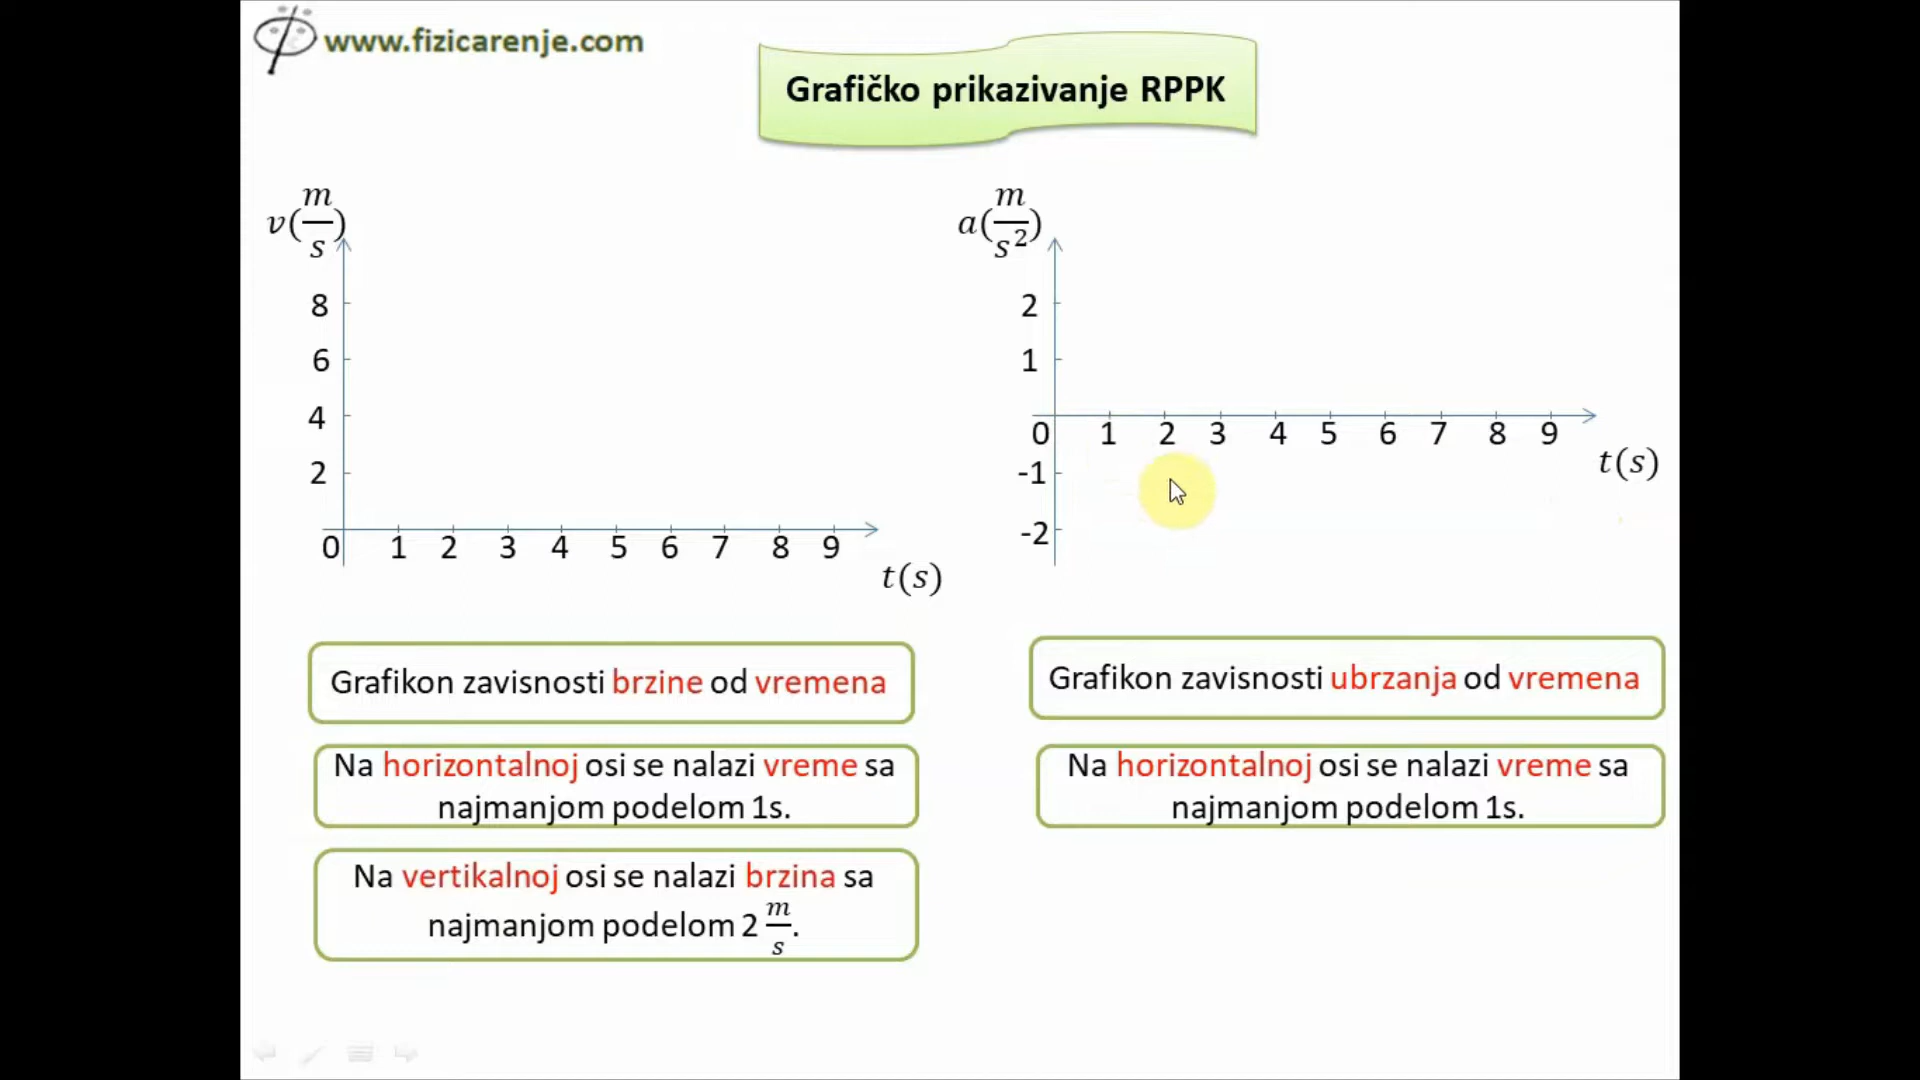 www.fizicarenje.com
Grafičko prikazivanje RPPK
v(m/s)
8
6
4
2
0 1 2 3 4 5 6 7 8 9
t(s)
a(m/s²)
2
1
0 1 2 3 4 5 6 7 8 9
t(s)
-1
-2
Grafikon zavisnosti brzine od vremena
Na horizontalnoj osi se nalazi vreme sa
najmanjom podelom 1s.
Na vertikalnoj osi se nalazi brzina sa
najmanjom podelom 2 m/s.
Grafikon zavisnosti ubrzanja od vremena
Na horizontalnoj osi se nalazi vreme sa
najmanjom podelom 1s.